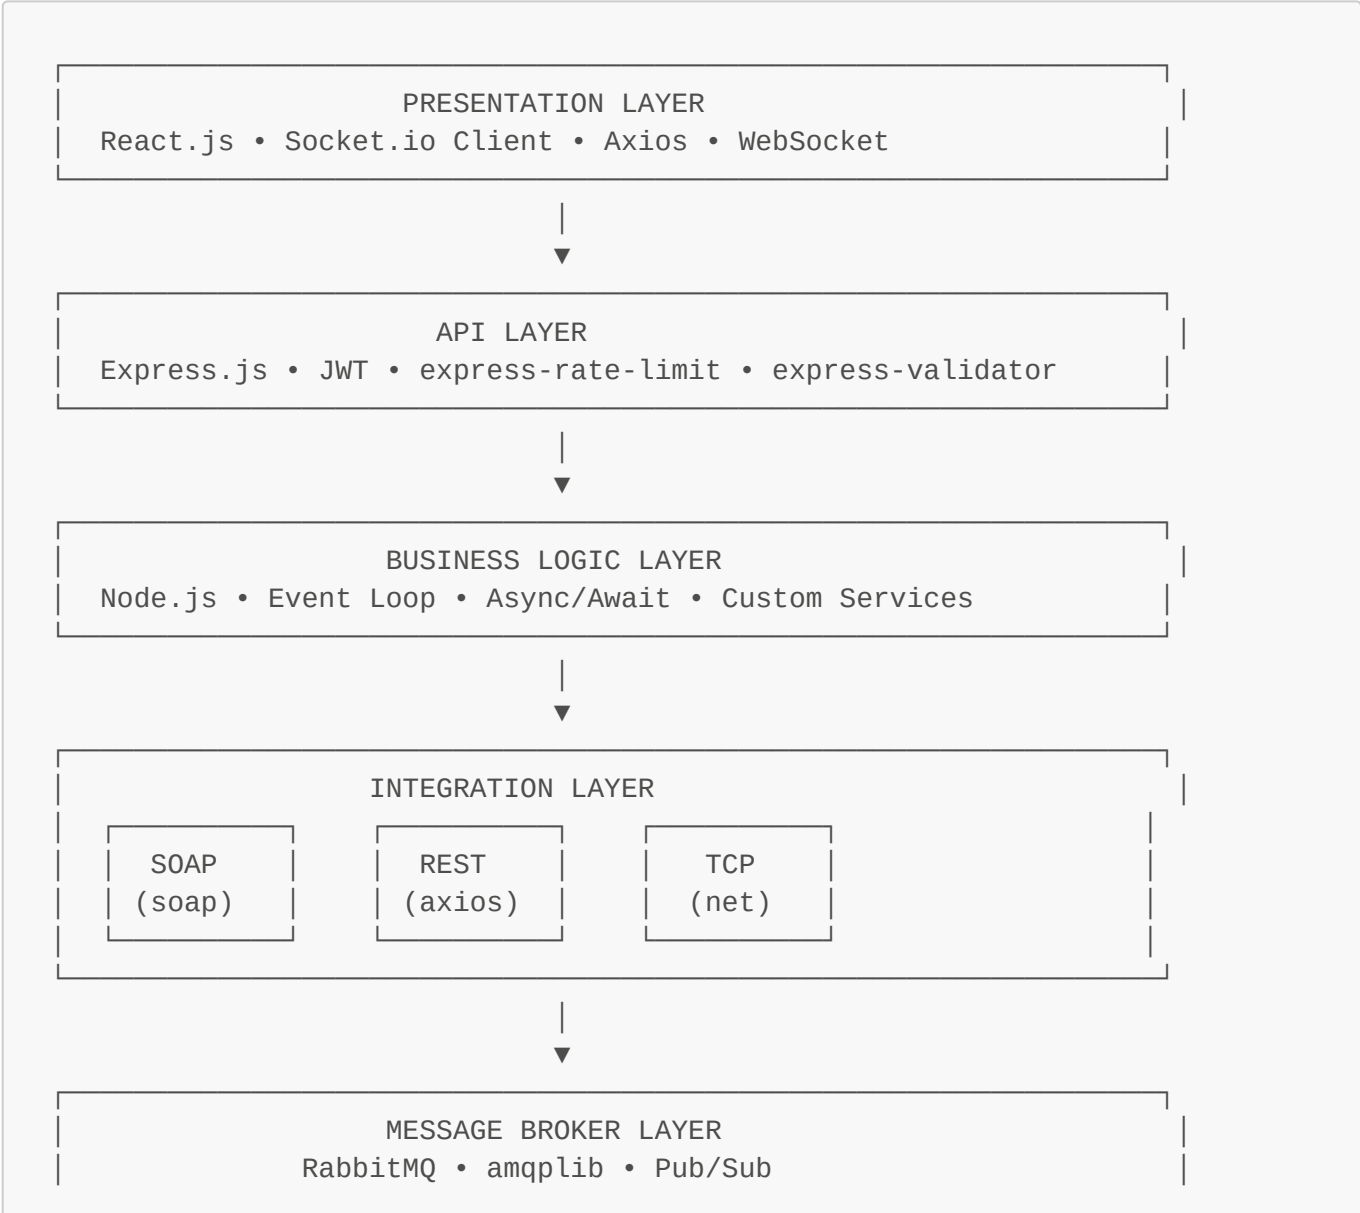 PRESENTATION LAYER
React.js • Socket.io Client • Axios • WebSocket
API LAYER
Express.js • JWT • express-rate-limit • express-validator
BUSINESS LOGIC LAYER
Node.js • Event Loop • Async/Await • Custom Services
INTEGRATION LAYER
SOAP REST TCP
(soap) (axios) (net)
MESSAGE BROKER LAYER
RabbitMQ • amqplib • Pub/Sub